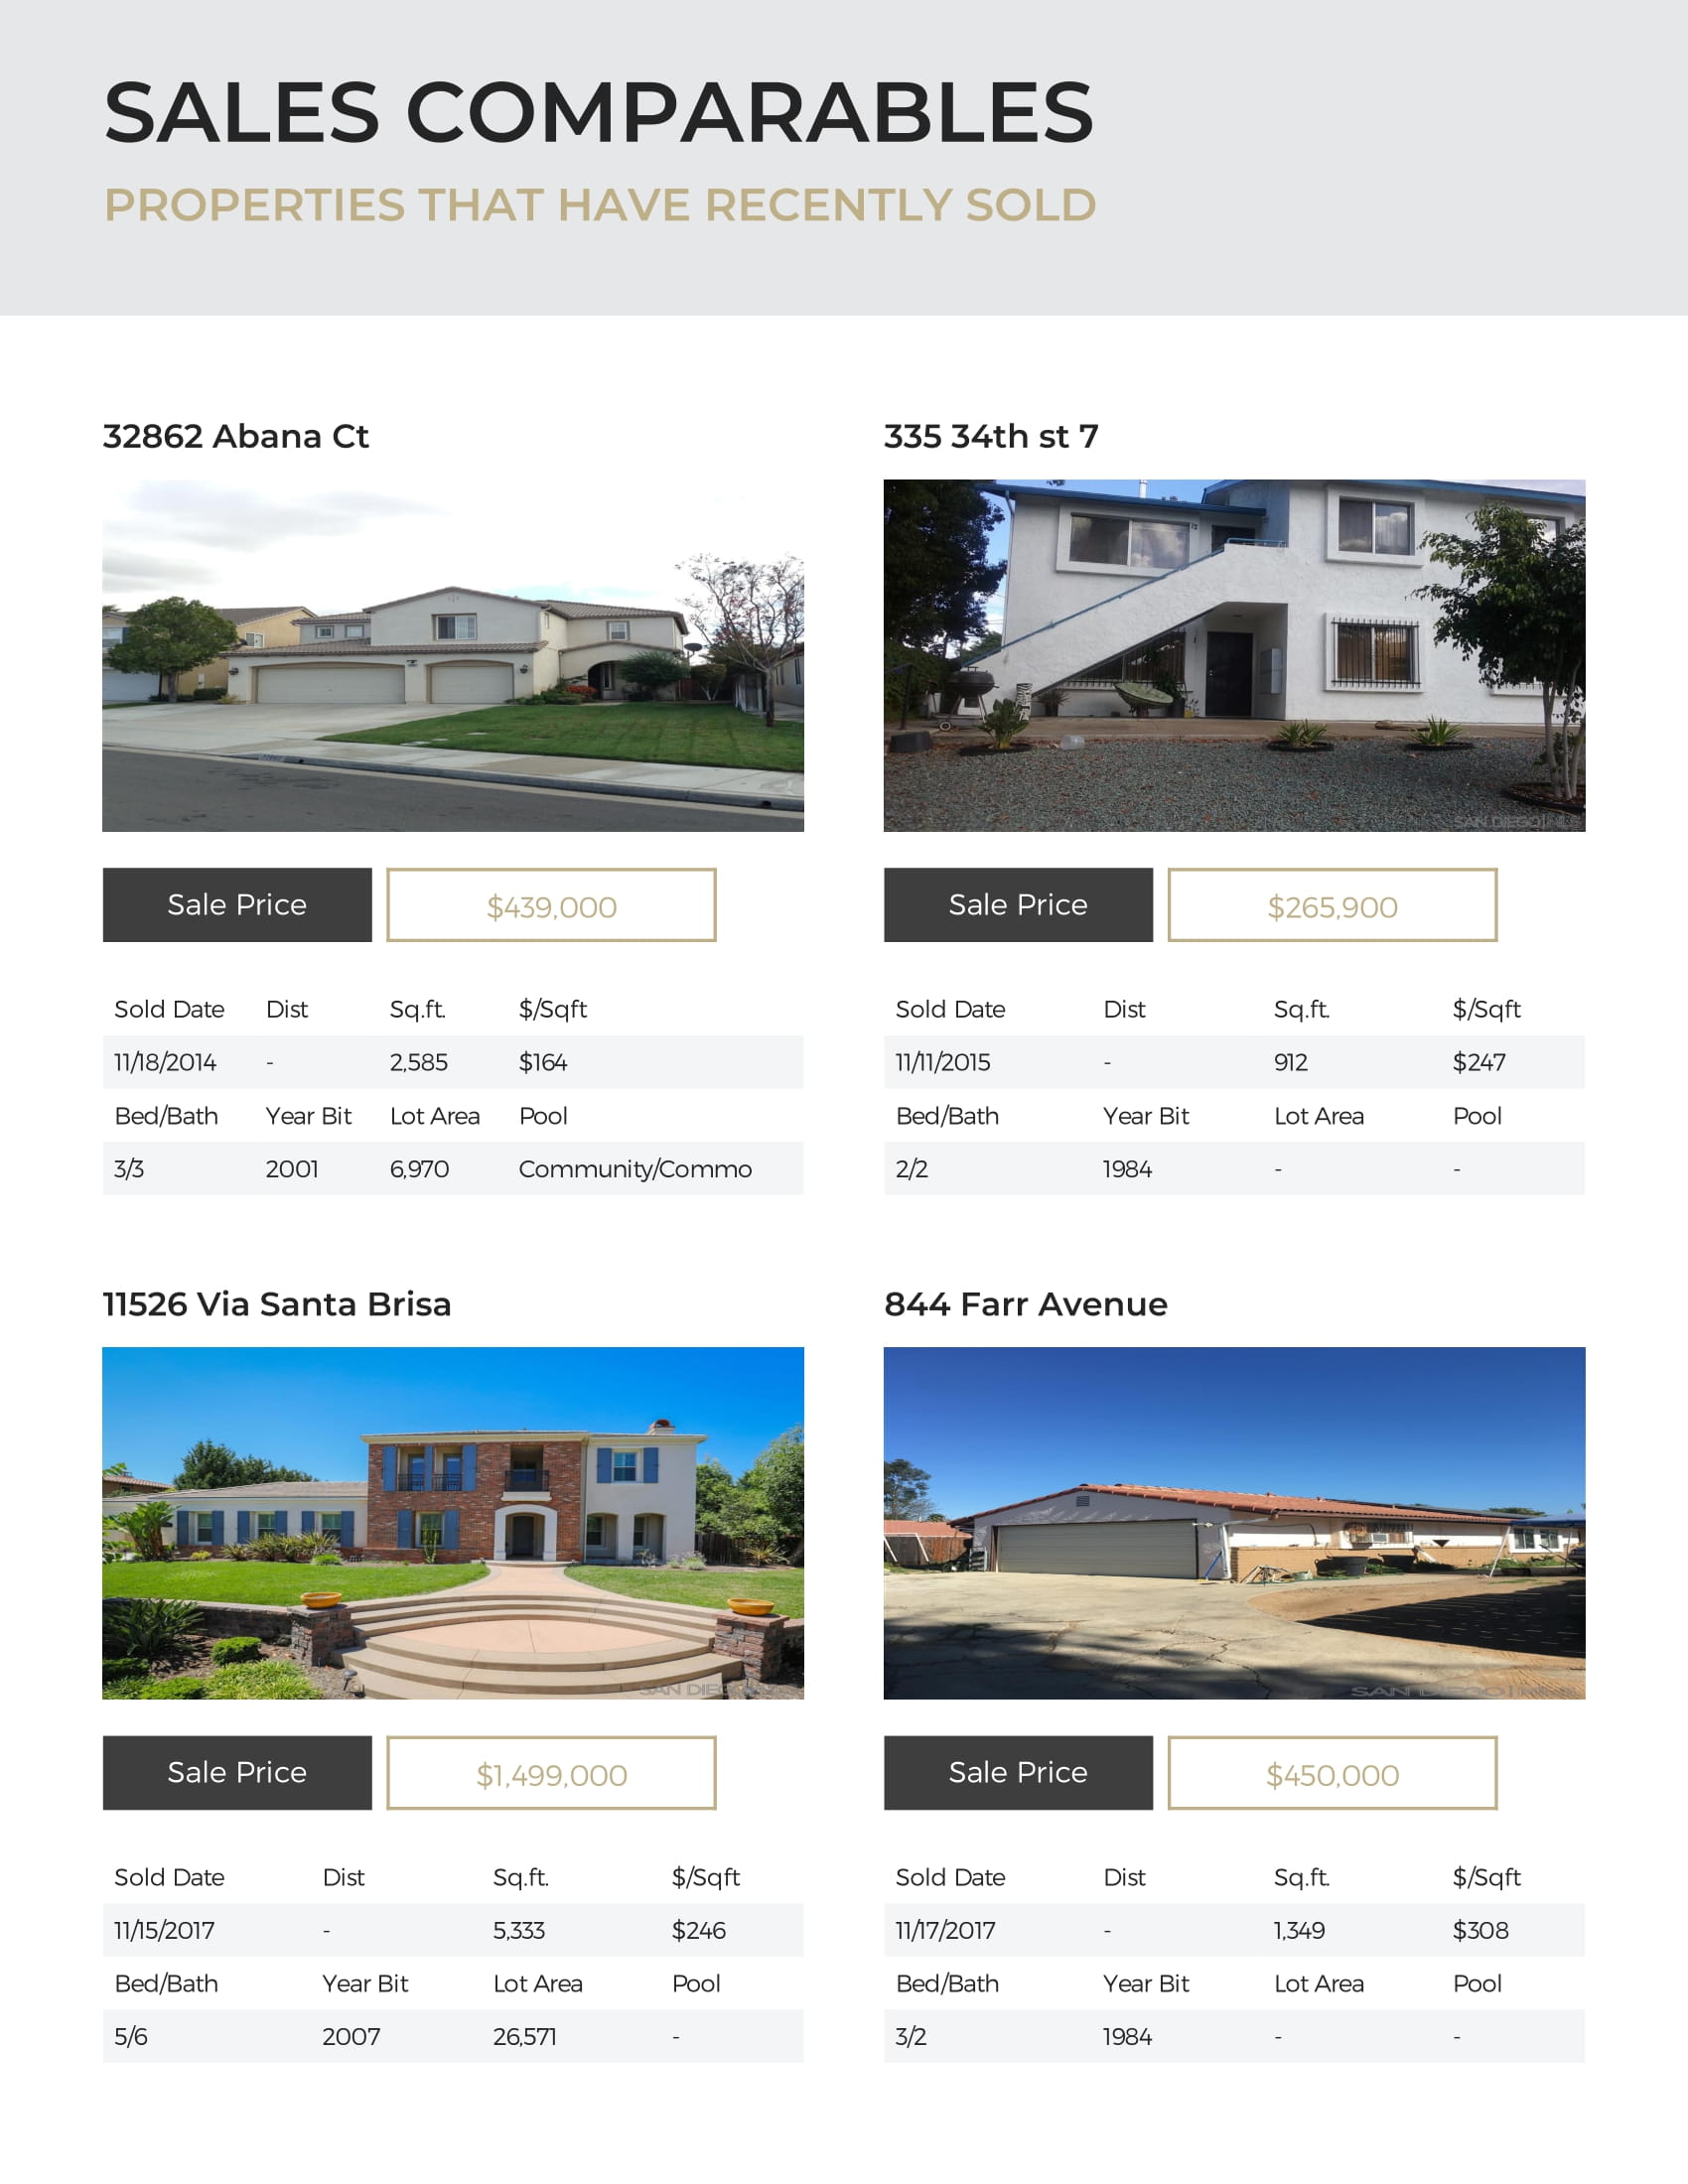 SALES COMPARABLES
PROPERTIES THAT HAVE RECENTLY SOLD
32862 Abana Ct
Sale Price $439,000
Sold Date Dist Sq.ft. $/Sqft
11/18/2014 - 2,585 $164
Bed/Bath Year Bit Lot Area Pool
3/3 2001 6,970 Community/Commo
335 34th st 7
SAN DIEGO
Sale Price $265,900
Sold Date Dist Sq.ft. $/Sqft
11/11/2015 - 912 $247
Bed/Bath Year Bit Lot Area Pool
2/2 1984 - -
11526 Via Santa Brisa
SAN DIEG
Sale Price $1,499,000
Sold Date Dist Sq.ft. $/Sqft
11/15/2017 - 5,333 $246
Bed/Bath Year Bit Lot Area Pool
5/6 2007 26,571 -
844 Farr Avenue
SAN DIEGO
Sale Price $450,000
Sold Date Dist Sq.ft. $/Sqft
11/17/2017 - 1,349 $308
Bed/Bath Year Bit Lot Area Pool
3/2 1984 - -